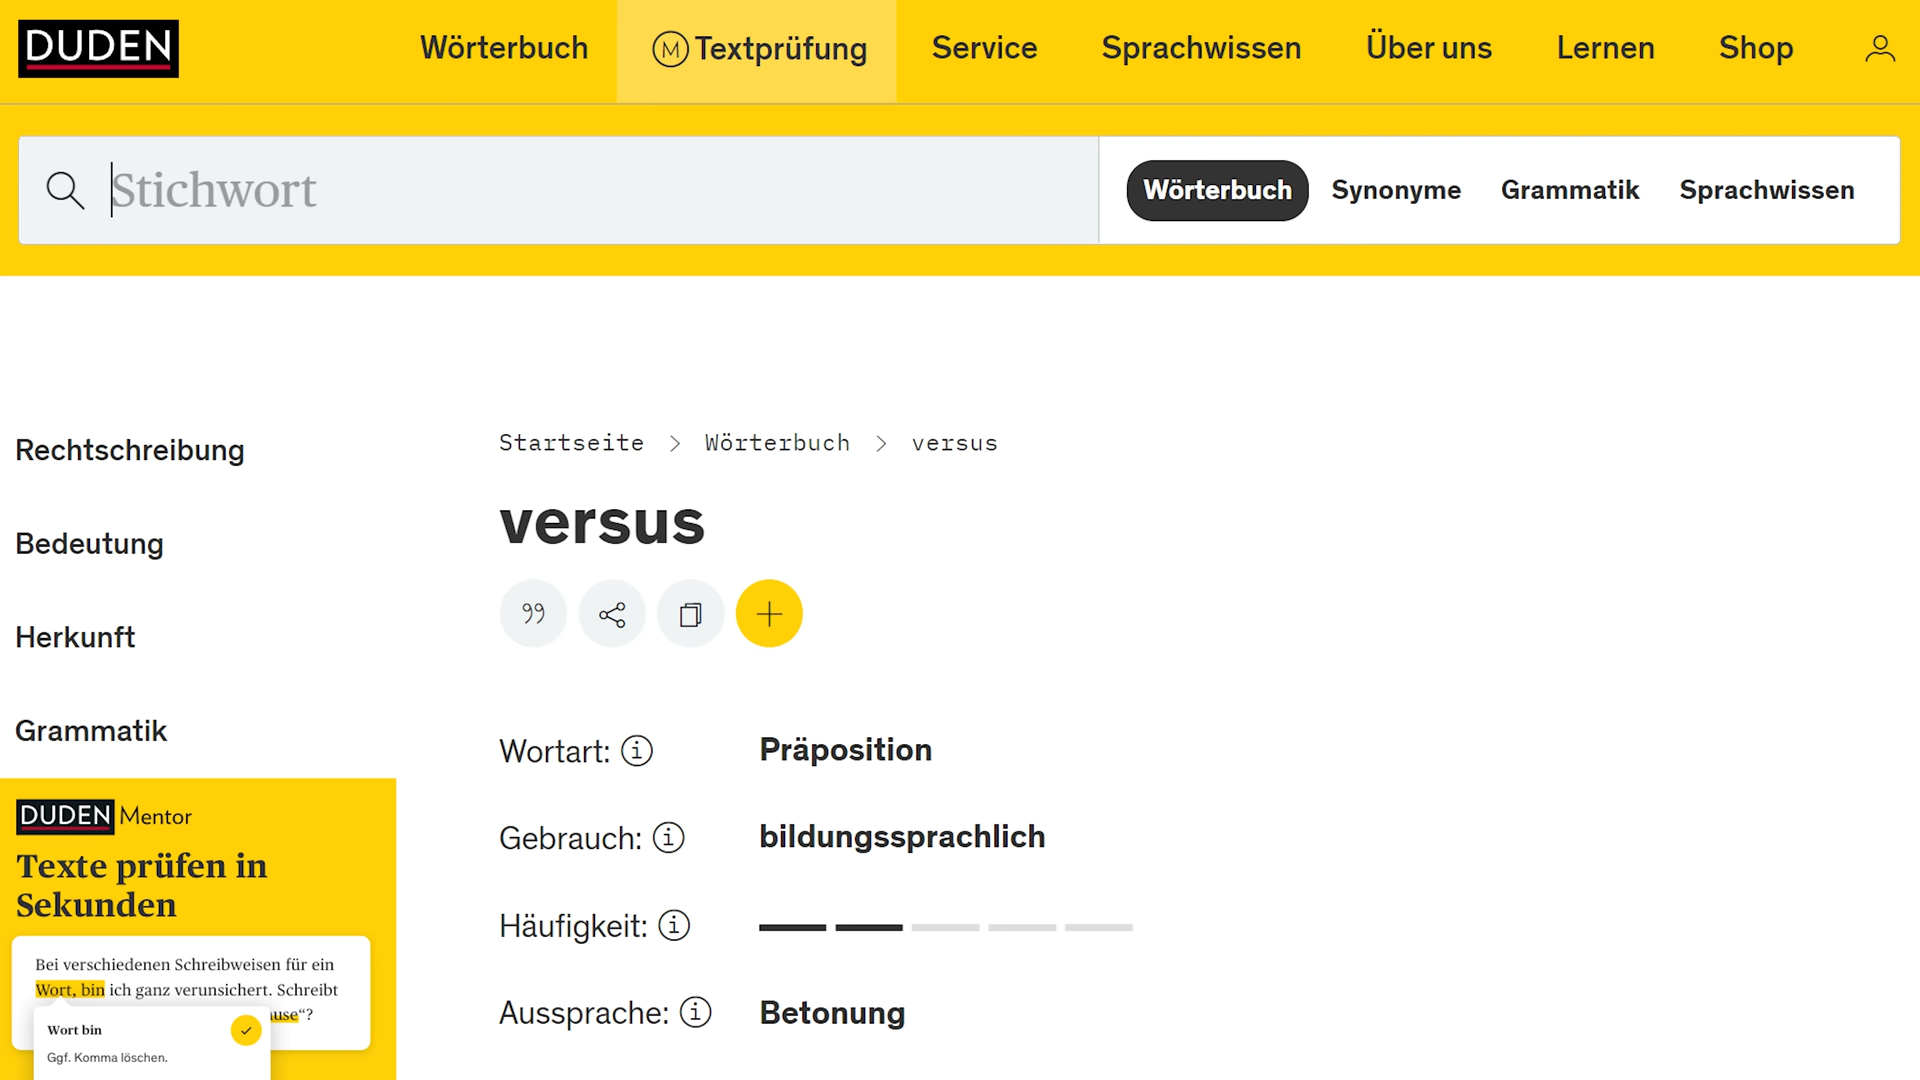 DUDEN
Wörterbuch
M Textprüfung
Service
Sprachwissen
Über uns
Lernen
Shop
Stichwort
Wörterbuch
Synonyme
Grammatik
Sprachwissen
Rechtschreibung
Bedeutung
Herkunft
Grammatik
DUDEN Mentor
Texte prüfen in
Sekunden
Bei verschiedenen Schreibweisen für ein
Wort, bin ich ganz verunsichert. Schreibt
use“?
Wort bin
Ggf. Komma löschen.
Startseite > Wörterbuch > versus
versus
Wortart: i Präposition
Gebrauch: i bildungssprachlich
Häufigkeit: i
Aussprache: i Betonung